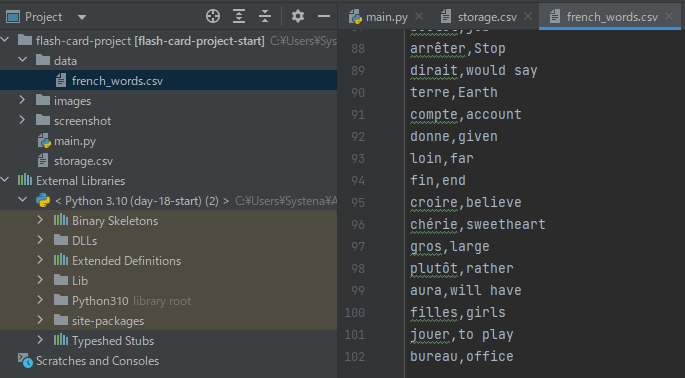 Project
flash-card-project [flash-card-project-start] C:¥Users¥Syste
data
french_words.csv
images
screenshot
main.py
storage.csv
External Libraries
< Python 3.10 (day-18-start) (2) > C:¥Users¥Systena¥A
Binary Skeletons
DLLs
Extended Definitions
Lib
Python310 library root
site-packages
Typeshed Stubs
Scratches and Consoles
main.py
storage.csv
french_words.csv
88 arrêter,Stop
89 dirait,would say
90 terre,Earth
91 compte,account
92 donne,given
93 loin,far
94 fin,end
95 croire,believe
96 chérie,sweetheart
97 gros,large
98 plutôt,rather
99 aura,will have
100 filles,girls
101 jouer,to play
102 bureau,office